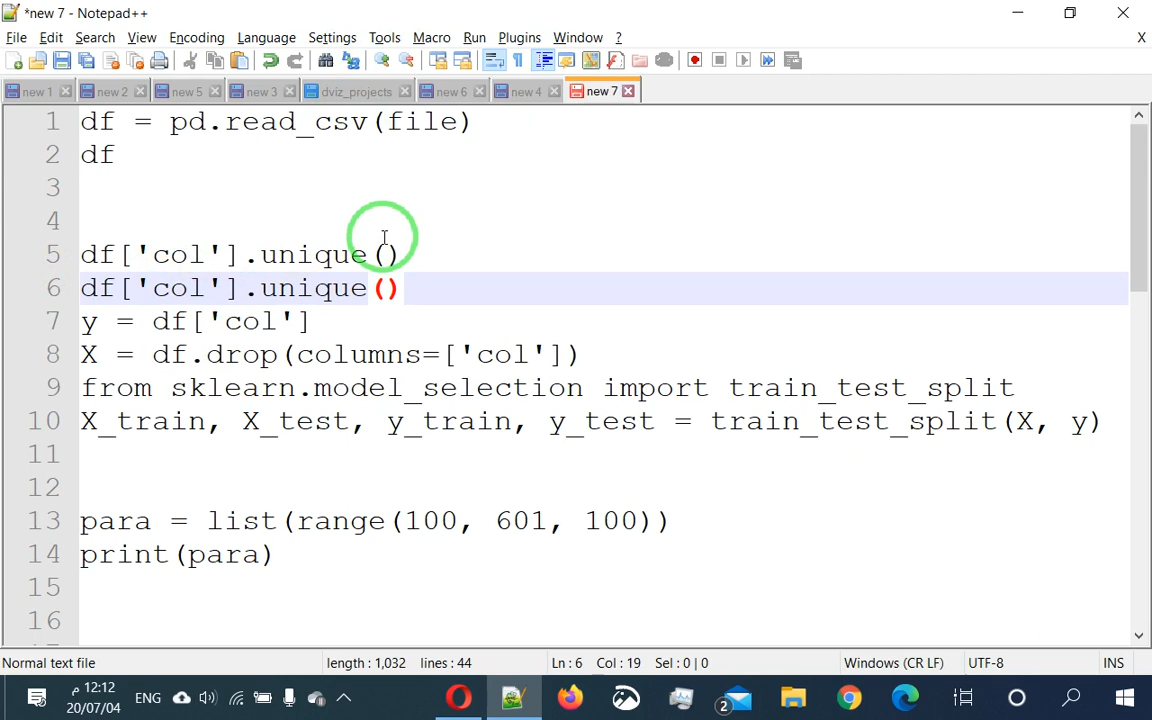 *new 7 - Notepad++
File Edit Search View Encoding Language Settings Tools Macro Run Plugins Window ? X
new 1 new 2 new 5 new 3 dviz_projects new 6 new 4 new 7
1 df = pd.read_csv(file)
2 df
3
4
5 df['col'].unique()
6 df['col'].unique()
7 y = df['col']
8 X = df.drop(columns=['col'])
9 from sklearn.model_selection import train_test_split
10 X_train, X_test, y_train, y_test = train_test_split(X, y)
11
12
13 para = list(range(100, 601, 100))
14 print(para)
15
16
Normal text file length : 1,032 lines : 44 Ln : 6 Col : 19 Sel : 0 | 0 Windows (CR LF) UTF-8 INS
12:12 م ENG 2
20/07/04